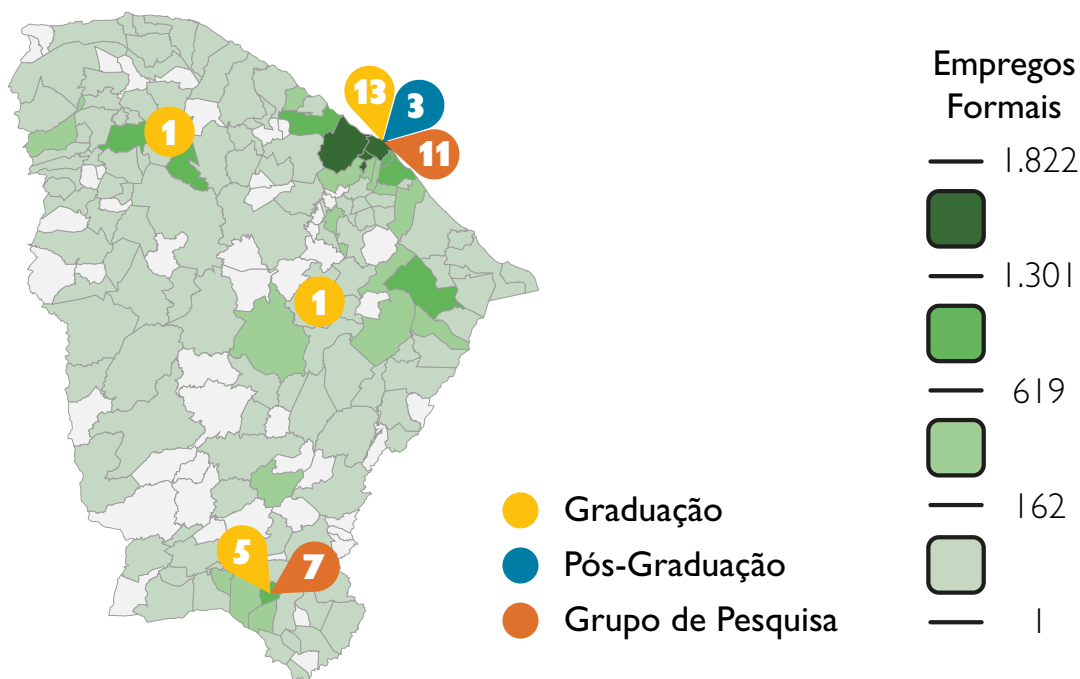 13
3
11
1
1
5
7
Graduação
Pós-Graduação
Grupo de Pesquisa
Empregos
Formais
1.822
1.301
619
162
1